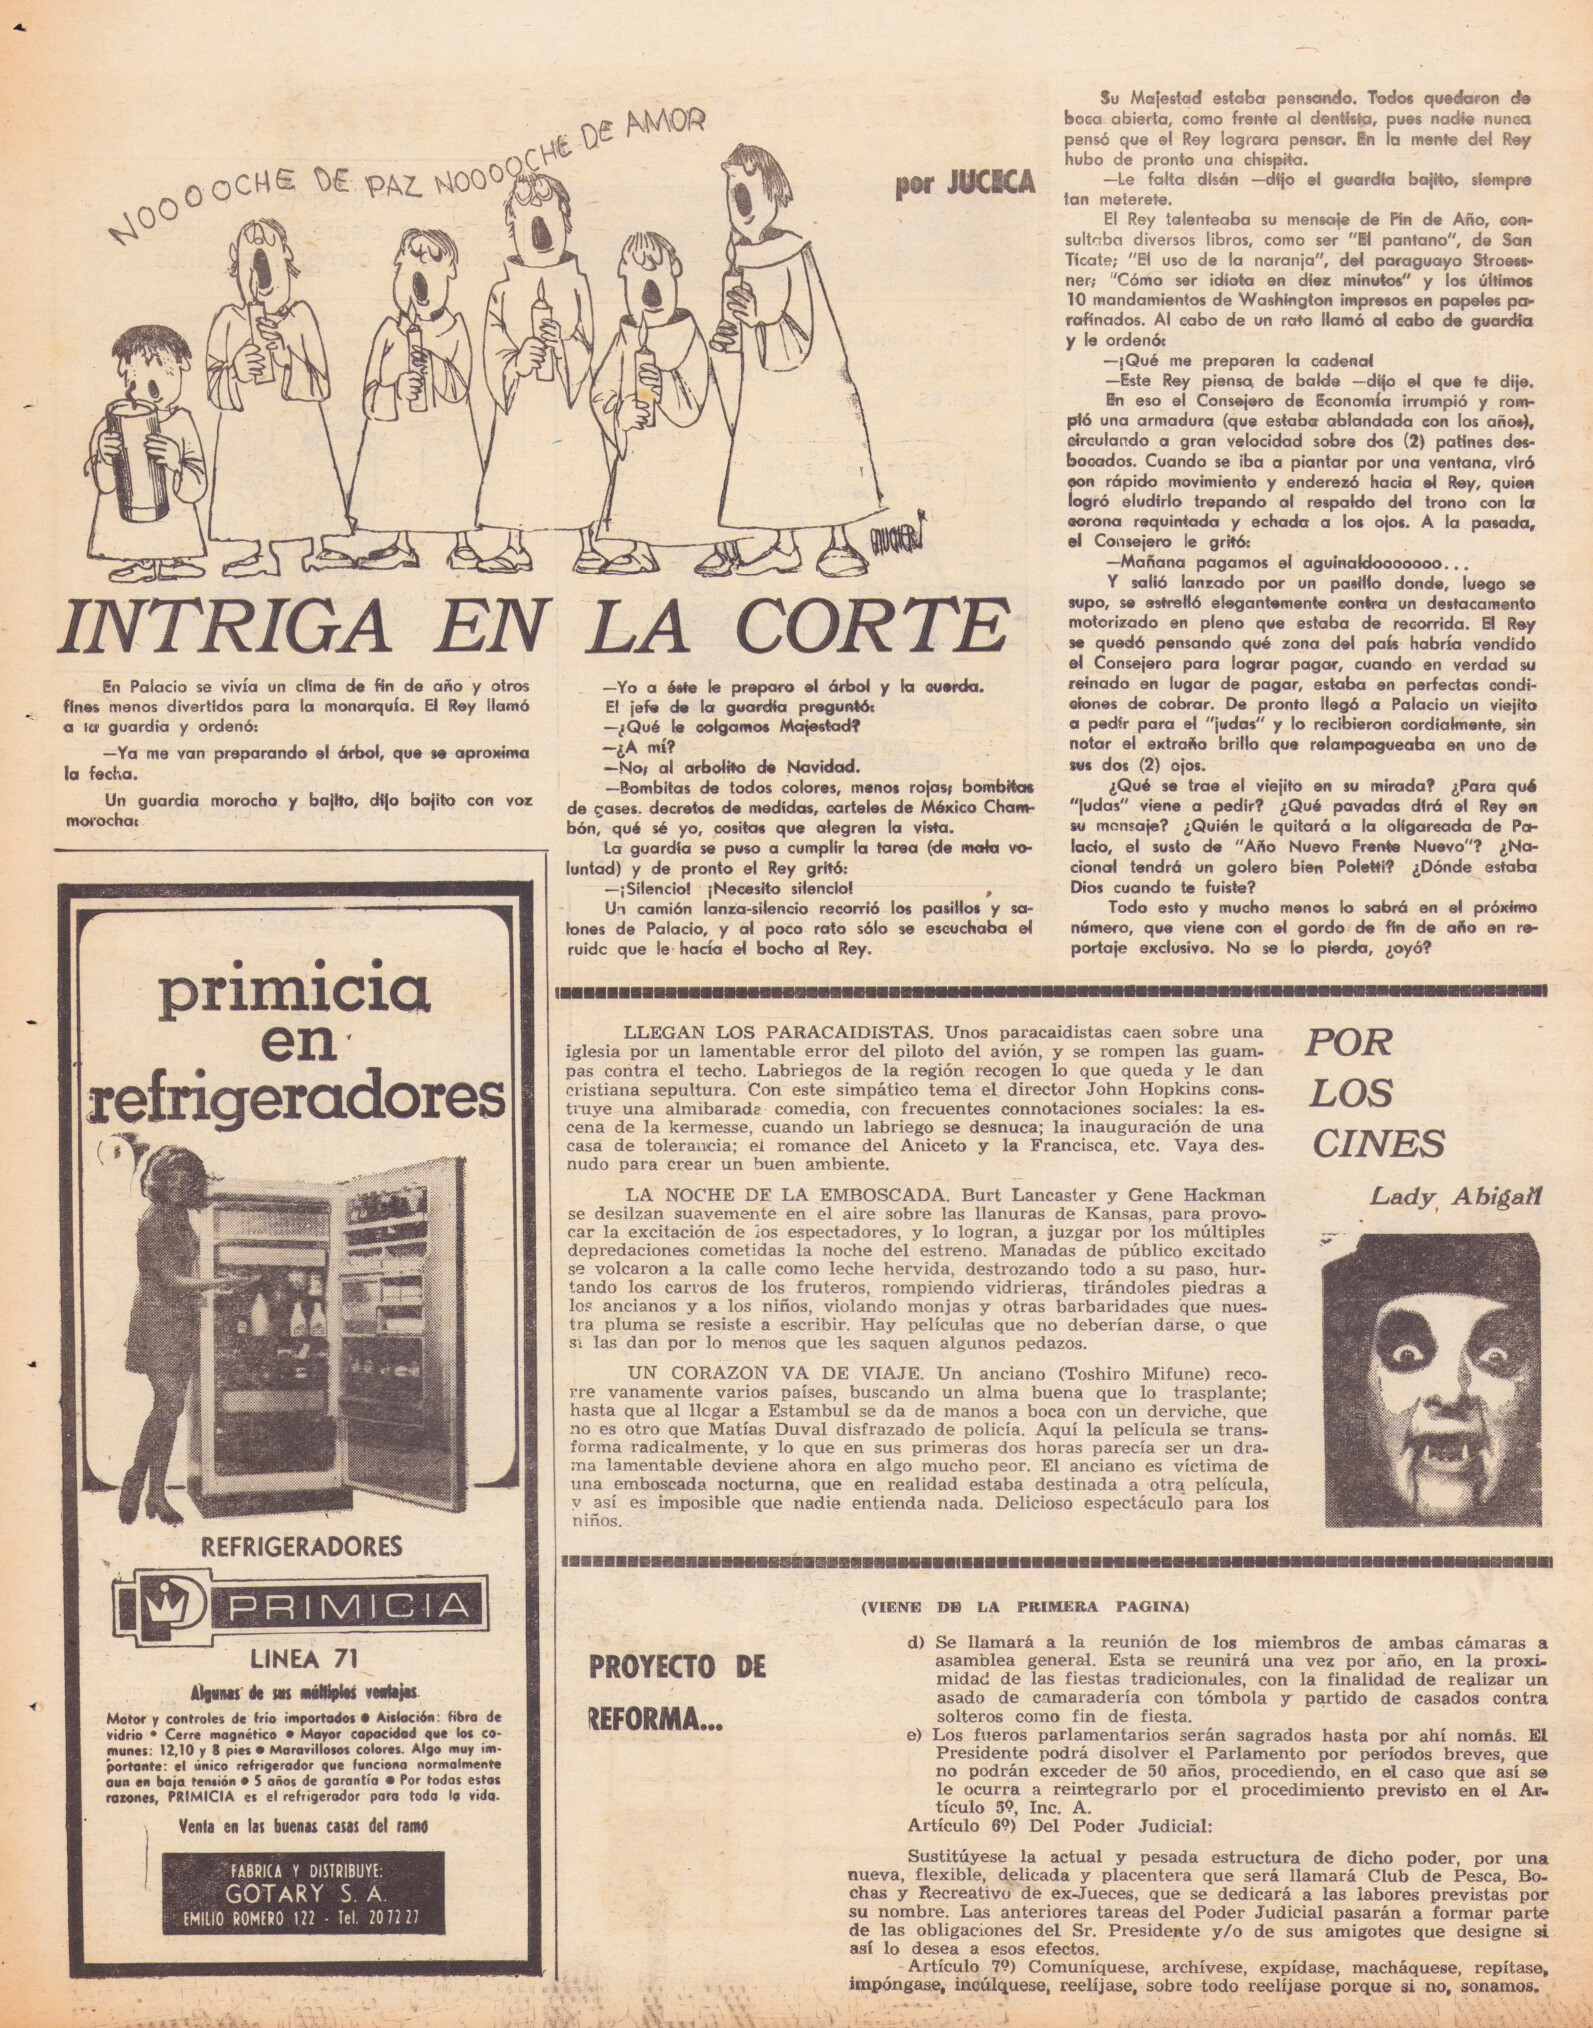 NOOOOCHE DE PAZ NOOOOCHE DE AMOR
por JUCECA
INTRIGA EN LA CORTE
En Palacio se vivía un clima de fin de año y otros
fines menos divertidos para la monarquía. El Rey llamó
a la guardia y ordenó:
—Ya me van preparando el árbol, que se aproxima
la fecha.
Un guardia morocho y bajito, dijo bajito con voz
morocha:
—Yo a éste le preparo el árbol y la cuerda.
El jefe de la guardia preguntó:
—¿Qué le colgamos Majestad?
—¿A mí?
—No; al arbolito de Navidad.
—Bombitas de todos colores, menos rojas; bombitas
de gases. decretos de medidas, carteles de México Cham-
bón, qué sé yo, cositas que alegren la vista.
La guardia se puso a cumplir la tarea (de mala vo-
luntad) y de pronto el Rey gritó:
—¡Silencio! ¡Necesito silencio!
Un camión lanza-silencio recorrió los pasillos y sa-
lones de Palacio, y al poco rato sólo se escuchaba el
ruido que le hacía el bocho al Rey.
Su Majestad estaba pensando. Todos quedaron de
boca abierta, como frente al dentista, pues nadie nunca
pensó que el Rey lograra pensar. En la mente del Rey
hubo de pronto una chispita.
—Le falta disán —dijo el guardia bajito, siempre
tan meterete.
El Rey talenteaba su mensaje de Fin de Año, con-
sultaba diversos libros, como ser "El pantano", de San
Ticate; "El uso de la naranja", del paraguayo Stroess-
ner; "Cómo ser idiota en diez minutos" y los últimos
10 mandamientos de Washington impresos en papeles pa-
rafinados. Al cabo de un rato llamó al cabo de guardia
y le ordenó:
—¡Qué me preparen la cadena!
—Este Rey piensa de balde —dijo el que te dije.
En eso el Consejero de Economía irrumpió y rom-
pió una armadura (que estaba ablandada con los años),
circulando a gran velocidad sobre dos (2) patines des-
bocados. Cuando se iba a piantar por una ventana, viró
con rápido movimiento y enderezó hacia el Rey, quien
logró eludirlo trepando al respaldo del trono con la
corona requintada y echada a los ojos. A la pasada,
el Consejero le gritó:
—Mañana pagamos el aguinaldooooooo...
Y salió lanzado por un pasillo donde, luego se
supo, se estrelló elegantemente contra un destacamento
motorizado en pleno que estaba de recorrida. El Rey
se quedó pensando qué zona del país habría vendido
el Consejero para lograr pagar, cuando en verdad su
reinado en lugar de pagar, estaba en perfectas condi-
ciones de cobrar. De pronto llegó a Palacio un viejito
a pedir para el "judas" y lo recibieron cordialmente, sin
notar el extraño brillo que relampagueaba en uno de
sus dos (2) ojos.
¿Qué se trae el viejito en su mirada? ¿Para qué
"judas" viene a pedir? ¿Qué pavadas dirá el Rey en
su mensaje? ¿Quién le quitará a la oligarcada de Pa-
lacio, el susto de "Año Nuevo Frente Nuevo"? ¿Na-
cional tendrá un golero bien Poletti? ¿Dónde estaba
Dios cuando te fuiste?
Todo esto y mucho menos lo sabrá en el próximo
número, que viene con el gordo de fin de año en re-
portaje exclusivo. No se lo pierda, ¿oyó?
primicia
en
refrigeradores
REFRIGERADORES
PRIMICIA
LINEA 71
Algunas de sus múltiples ventajas
Motor y controles de frío importados ● Aislación: fibra de
vidrio ● Cerre magnético ● Mayor capacidad que los co-
munes: 12,10 y 8 pies ● Maravillosos colores. Algo muy im-
portante: el único refrigerador que funciona normalmente
aun en baja tensión ● 5 años de garantía ● Por todas estas
razones, PRIMICIA es el refrigerador para toda la vida.
Venta en las buenas casas del ramo
FABRICA Y DISTRIBUYE:
GOTARY S. A.
EMILIO ROMERO 122 - Tel. 20 72 27
POR
LOS
CINES
Lady Abigail
LLEGAN LOS PARACAIDISTAS. Unos paracaidistas caen sobre una
iglesia por un lamentable error del piloto del avión, y se rompen las guam-
pas contra el techo. Labriegos de la región recogen lo que queda y le dan
cristiana sepultura. Con este simpático tema el director John Hopkins cons-
truye una almibarada comedia, con frecuentes connotaciones sociales: la es-
cena de la kermesse, cuando un labriego se desnuca; la inauguración de una
casa de tolerancia; el romance del Aniceto y la Francisca, etc. Vaya des-
nudo para crear un buen ambiente.
LA NOCHE DE LA EMBOSCADA. Burt Lancaster y Gene Hackman
se desilzan suavemente en el aire sobre las llanuras de Kansas, para provo-
car la excitación de los espectadores, y lo logran, a juzgar por los múltiples
depredaciones cometidas la noche del estreno. Manadas de público excitado
se volcaron a la calle como leche hervida, destrozando todo a su paso, hur-
tando los carros de los fruteros, rompiendo vidrieras, tirándoles piedras a
los ancianos y a los niños, violando monjas y otras barbaridades que nues-
tra pluma se resiste a escribir. Hay películas que no deberían darse, o que
si las dan por lo menos que les saquen algunos pedazos.
UN CORAZON VA DE VIAJE. Un anciano (Toshiro Mifune) reco-
rre vanamente varios países, buscando un alma buena que lo trasplante;
hasta que al llegar a Estambul se da de manos a boca con un derviche, que
no es otro que Matías Duval disfrazado de policía. Aquí la película se trans-
forma radicalmente, y lo que en sus primeras dos horas parecía ser un dra-
ma lamentable deviene ahora en algo mucho peor. El anciano es víctima de
una emboscada nocturna, que en realidad estaba destinada a otra película,
y así es imposible que nadie entienda nada. Delicioso espectáculo para los
niños.
PROYECTO DE
REFORMA...
(VIENE DE LA PRIMERA PAGINA)
d) Se llamará a la reunión de los miembros de ambas cámaras a
asamblea general. Esta se reunirá una vez por año, en la proxi-
midad de las fiestas tradicionales, con la finalidad de realizar un
asado de camaradería con tómbola y partido de casados contra
solteros como fin de fiesta.
e) Los fueros parlamentarios serán sagrados hasta por ahí nomás. El
Presidente podrá disolver el Parlamento por períodos breves, que
no podrán exceder de 50 años, procediendo, en el caso que así se
le ocurra a reintegrarlo por el procedimiento previsto en el Ar-
tículo 5º, Inc. A.
Artículo 6º) Del Poder Judicial:
Sustitúyese la actual y pesada estructura de dicho poder, por una
nueva, flexible, delicada y placentera que será llamará Club de Pesca, Bo-
chas y Recreativo de ex-Jueces, que se dedicará a las labores previstas por
su nombre. Las anteriores tareas del Poder Judicial pasarán a formar parte
de las obligaciones del Sr. Presidente y/o de sus amigotes que designe si
así lo desea a esos efectos.
Artículo 7º) Comuníquese, archívese, expídase, macháquese, repítase,
impóngase, incúlquese, reelíjase, sobre todo reelíjase porque si no, sonamos.